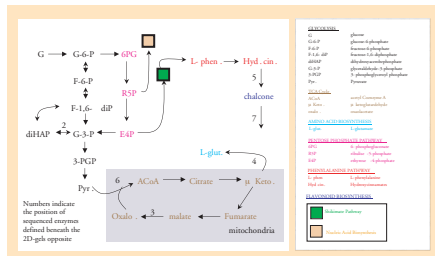 G G-6-P 6PG
F-6-P
R5P
L- phen . Hyd . cin .
5
chalcone
7
F-1,6- diP
2
diHAP G-3-P E4P
3-PGP
L-glut.
4
Pyr
6 ACoA Citrate µ Keto .
Oxalo . 3 malate Fumarate
mitochondria
Numbers indicate
the position of
sequenced enzymes
defined beneath the
2D-gels opposite
GLYCOLYSIS
G glucose
G-6-P glucose-6-phosphate
F-6-P fructose-6-phosphate
F-1,6-diP fructose 1,6-diphosphate
diHAP dihydroxyacetonephosphate
G-3-P glyceraldehyde-3-phosphate
3-PGP 3-phosphoglyceroyl phosphate
Pyr . Pyruvate
ACoA acetyl Coenzyme A
AMINO ACID BIOSYNTHESIS
L-glut. L-glutamate
PENTOSE PHOSPHATE PATHWAY
6PG 6-phosphogluconate
R5P ribulose -5-phosphate
E4P erythrose -4-phosphate
PHENYLALANINE PATHWAY
L- phen. L-phenylalanine
Hyd cin. Hydroxycinnamate
FLAVONOID BIOSYNTHESIS
Shikimate Pathway
Nucleic Acid Biosynthesis